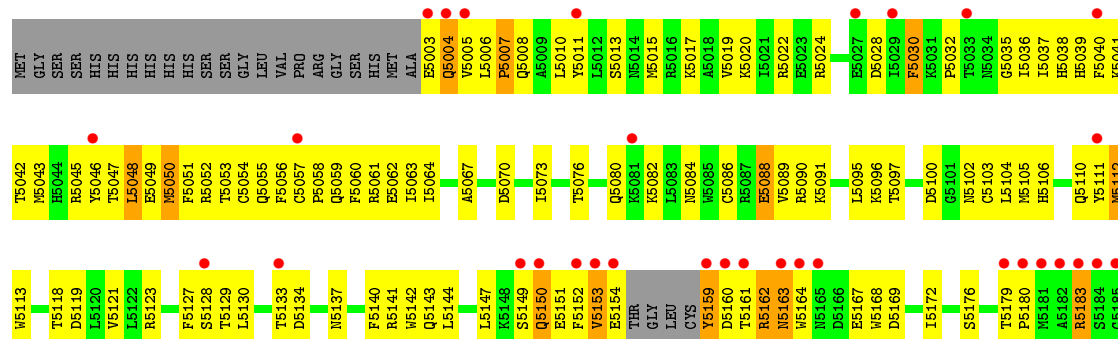 MET GLY SER SER HIS HIS HIS HIS HIS HIS SER SER GLY LEU VAL PRO ARG GLY SER HIS MET ALA E5003 Q5004 V5005 L5006 P5007 Q5008 A5009 L5010 Y5011 L5012 S5013 N5014 M5015 R5016 K5017 A5018 V5019 K5020 I5021 R5022 E5023 R5024 E5027 D5028 I5029 F5030 K5031 P5032 T5033 N5034 G5035 I5036 I5037 H5038 H5039 F5040 K5041
T5042 M5043 H5044 R5045 Y5046 T5047 L5048 E5049 M5050 F5051 R5052 T5053 C5054 Q5055 F5056 C5057 P5058 Q5059 F5060 R5061 E5062 I5063 I5064 A5067 D5070 I5073 T5076 Q5080 K5081 K5082 L5083 N5084 W5085 C5086 R5087 E5088 V5089 R5090 K5091 L5095 K5096 T5097 D5100 G5101 N5102 C5103 L5104 M5105 H5106 Q5110 Y5111 M5112
W5113 T5118 D5119 L5120 V5121 L5122 R5123 F5127 S5128 T5129 L5130 T5133 D5134 N5137 F5140 R5141 W5142 Q5143 L5144 L5147 K5148 S5149 Q5150 E5151 F5152 V5153 E5154 THR GLY LEU CYS Y5159 D5160 T5161 R5162 N5163 W5164 N5165 D5166 E5167 W5168 D5169 I5172 S5176 T5179 P5180 M5181 A5182 R5183 S5184 G5185